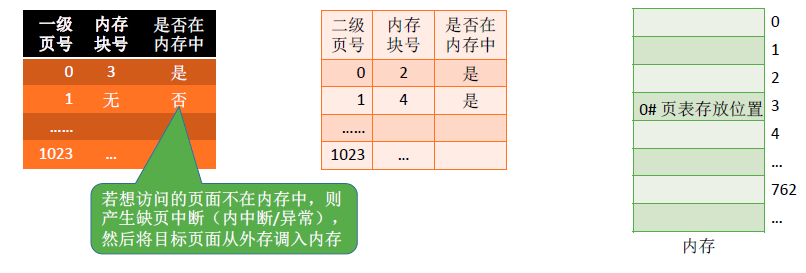 一级页号 内存块号 是否在内存中
0 3 是
1 无 否
......
1023 ...
若想访问的页面不在内存中，则
产生缺页中断（内中断/异常），
然后将目标页面从外存调入内存
二级页号 内存块号 是否在内存中
0 2 是
1 4 是
......
1023 ...
0
1
2
0# 页表存放位置 3
4
...
762
...
内存